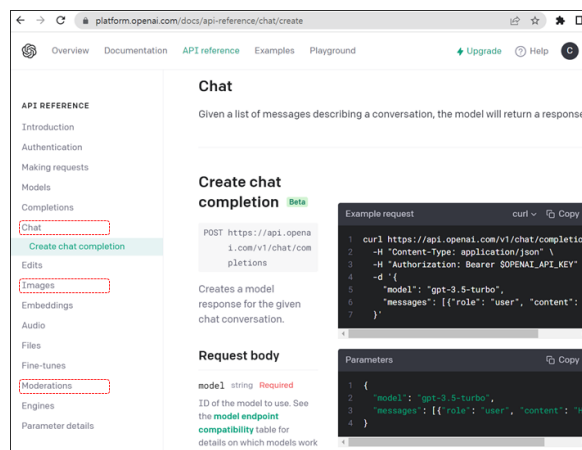 platform.openai.com/docs/api-reference/chat/create
Overview Documentation API reference Examples Playground Upgrade Help C
API REFERENCE
Introduction
Authentication
Making requests
Models
Completions
Chat
Create chat completion
Edits
Images
Embeddings
Audio
Files
Fine-tunes
Moderations
Engines
Parameter details
Chat
Given a list of messages describing a conversation, the model will return a response
Create chat
completion Beta
POST https://api.opena
i.com/v1/chat/com
pletions
Creates a model
response for the given
chat conversation.
Request body
model string Required
ID of the model to use. See
the model endpoint
compatibility table for
details on which models work
Example request curl Copy
1 curl https://api.openai.com/v1/chat/completio
2 -H "Content-Type: application/json" \
3 -H "Authorization: Bearer $OPENAI_API_KEY"
4 -d '{
5 "model": "gpt-3.5-turbo",
6 "messages": [{"role": "user", "content":
7 }'
Parameters Copy
1 {
2 "model": "gpt-3.5-turbo",
3 "messages": [{"role": "user", "content": "H
4 }